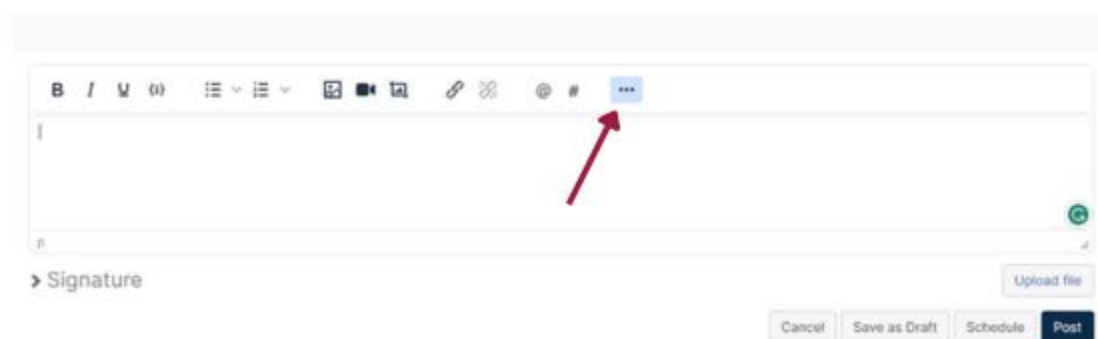 B I U {i} @ # •••
p
Signature
Upload file
Cancel Save as Draft Schedule Post